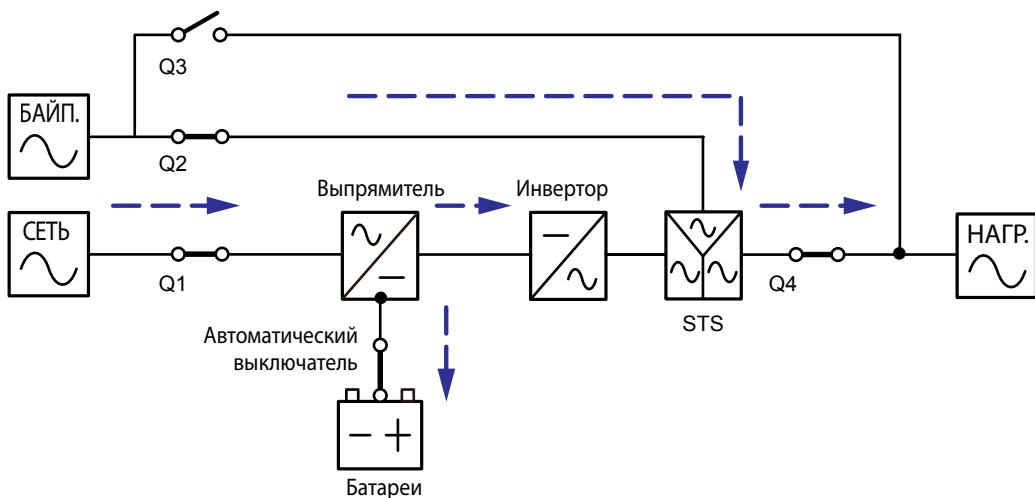 Q3
БАЙП.
Q2
Выпрямитель
Инвертор
СЕТЬ
НАГР.
Q1
Q4
STS
Автоматический
выключатель
− +
Батареи